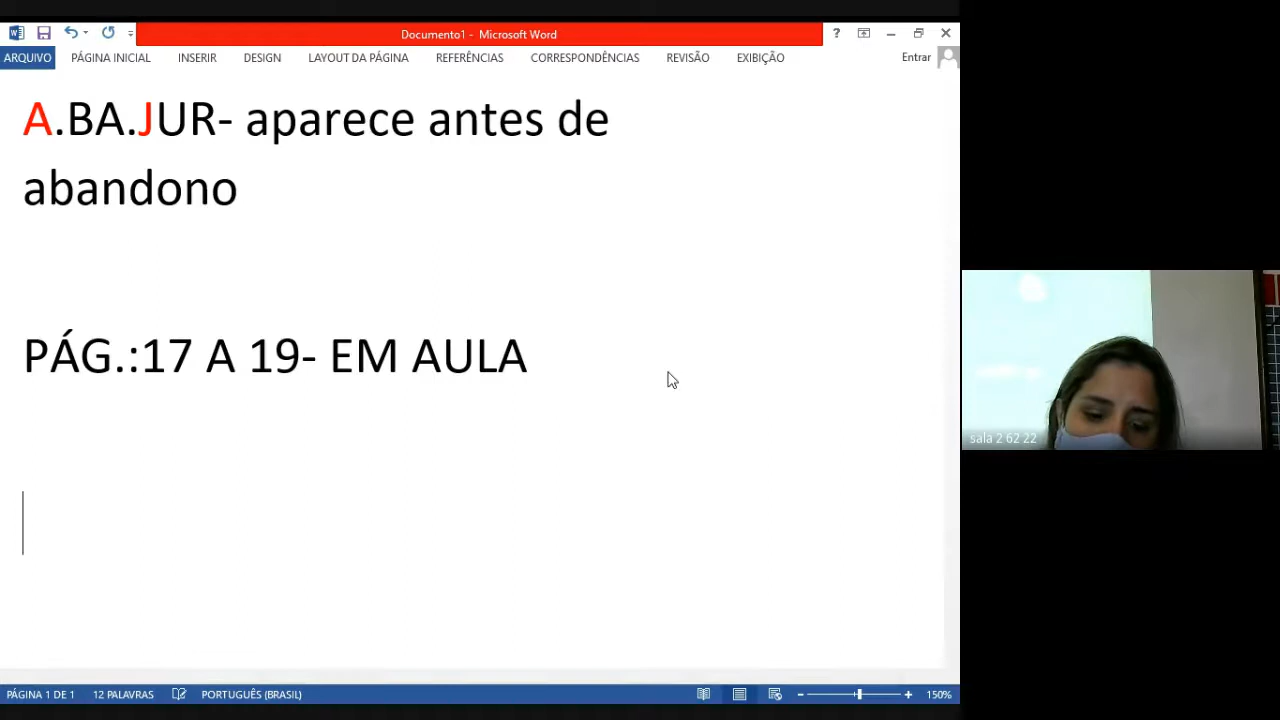 Documento1 - Microsoft Word
?
ARQUIVO PÁGINA INICIAL INSERIR DESIGN LAYOUT DA PÁGINA REFERÊNCIAS CORRESPONDÊNCIAS REVISÃO EXIBIÇÃO Entrar
A.BA.JUR- aparece antes de
abandono
PÁG.:17 A 19- EM AULA
sala 2 62 22
PÁGINA 1 DE 1 12 PALAVRAS PORTUGUÊS (BRASIL) 150%